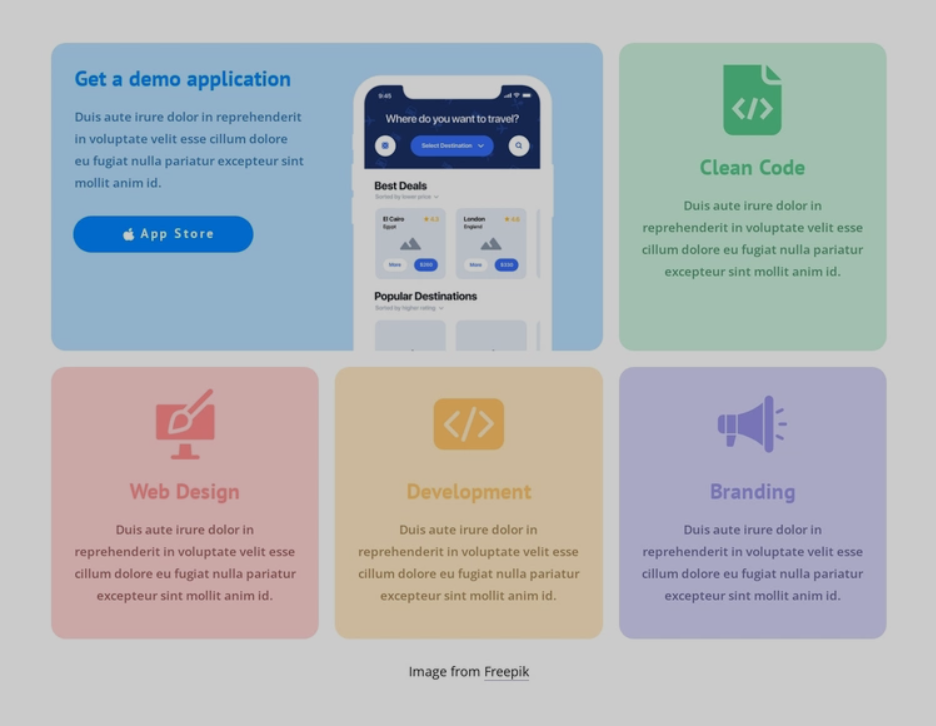 Get a demo application
Duis aute irure dolor in reprehenderit
in voluptate velit esse cillum dolore
eu fugiat nulla pariatur excepteur sint
mollit anim id.
App Store
9:45
Where do you want to travel?
Select Destination
Best Deals
Sorted by lower price
El Cairo
4.3
Egypt
More
$390
London
4.6
England
More
$330
Popular Destinations
Sorted by higher rating
</>
Clean Code
Duis aute irure dolor in
reprehenderit in voluptate velit esse
cillum dolore eu fugiat nulla pariatur
excepteur sint mollit anim id.
Web Design
Duis aute irure dolor in
reprehenderit in voluptate velit esse
cillum dolore eu fugiat nulla pariatur
excepteur sint mollit anim id.
</>
Development
Duis aute irure dolor in
reprehenderit in voluptate velit esse
cillum dolore eu fugiat nulla pariatur
excepteur sint mollit anim id.
Branding
Duis aute irure dolor in
reprehenderit in voluptate velit esse
cillum dolore eu fugiat nulla pariatur
excepteur sint mollit anim id.
Image from Freepik